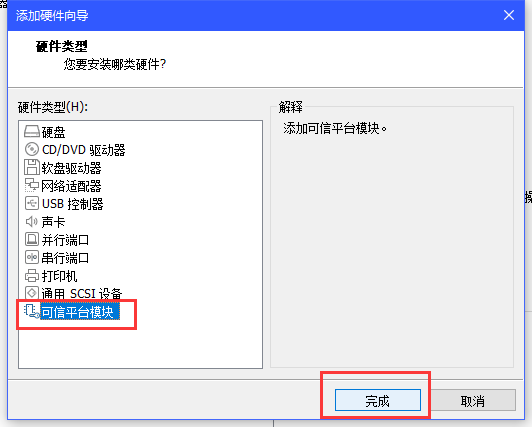 添加硬件向导
硬件类型
您要安装哪类硬件?
硬件类型(H):
硬盘
CD/DVD 驱动器
软盘驱动器
网络适配器
USB 控制器
声卡
并行端口
串行端口
打印机
通用 SCSI 设备
可信平台模块
解释
添加可信平台模块。
完成
取消